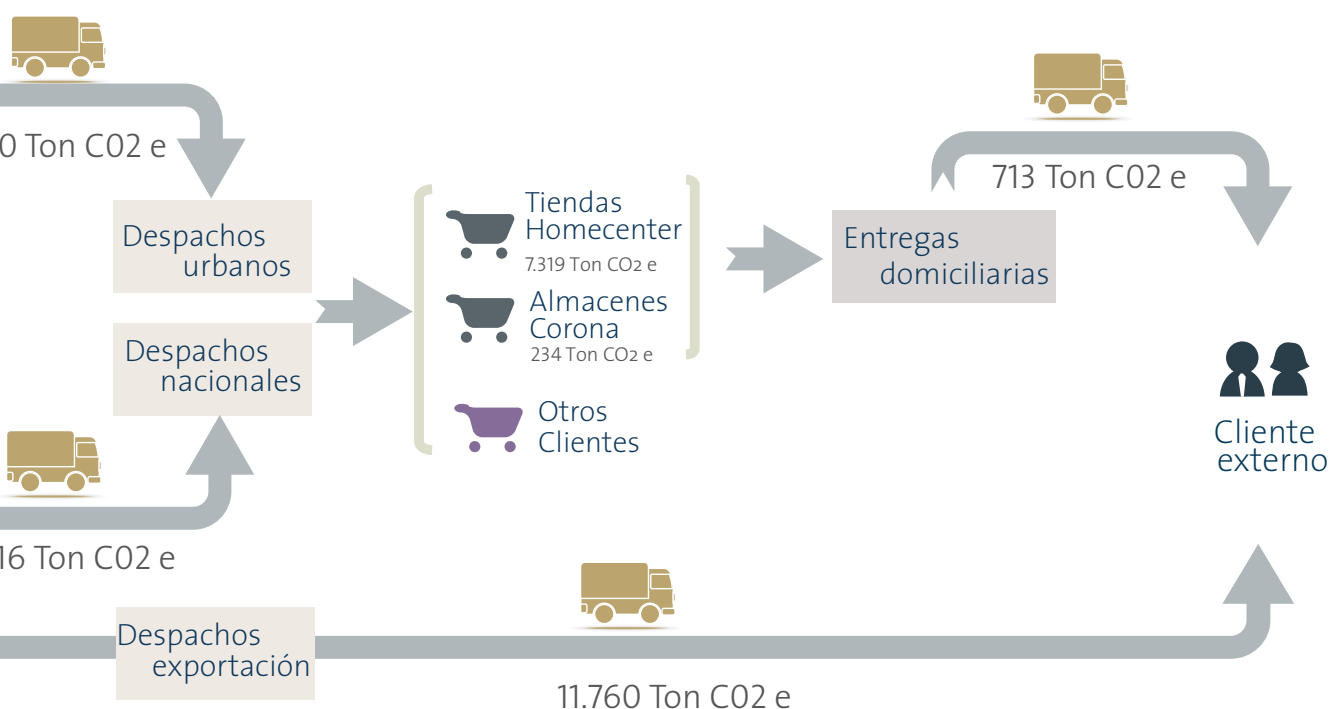 0 Ton C02 e
Despachos
urbanos
Despachos
nacionales
16 Ton C02 e
Despachos
exportación
Tiendas
Homecenter
7.319 Ton CO2 e
Almacenes
Corona
234 Ton CO2 e
Otros
Clientes
Entregas
domiciliarias
713 Ton C02 e
Cliente
externo
11.760 Ton C02 e